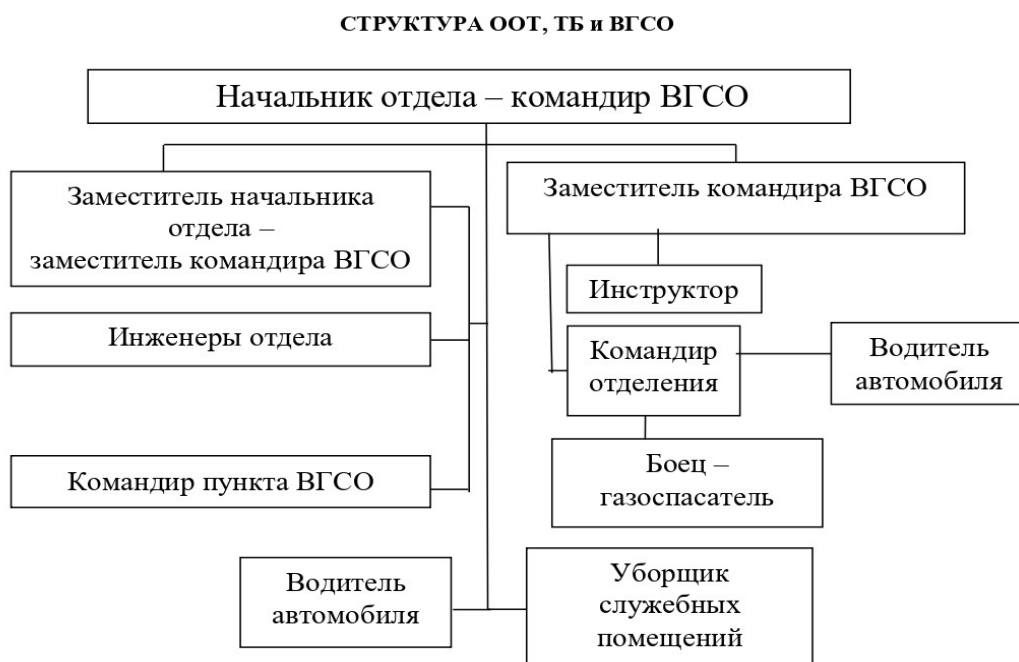 СТРУКТУРА ООТ, ТБ и ВГСО
Начальник отдела – командир ВГСО
Заместитель начальника
отдела –
заместитель командира ВГСО
Заместитель командира ВГСО
Инструктор
Инженеры отдела
Командир
отделения
Водитель
автомобиля
Командир пункта ВГСО
Боец –
газоспасатель
Водитель
автомобиля
Уборщик
служебных
помещений